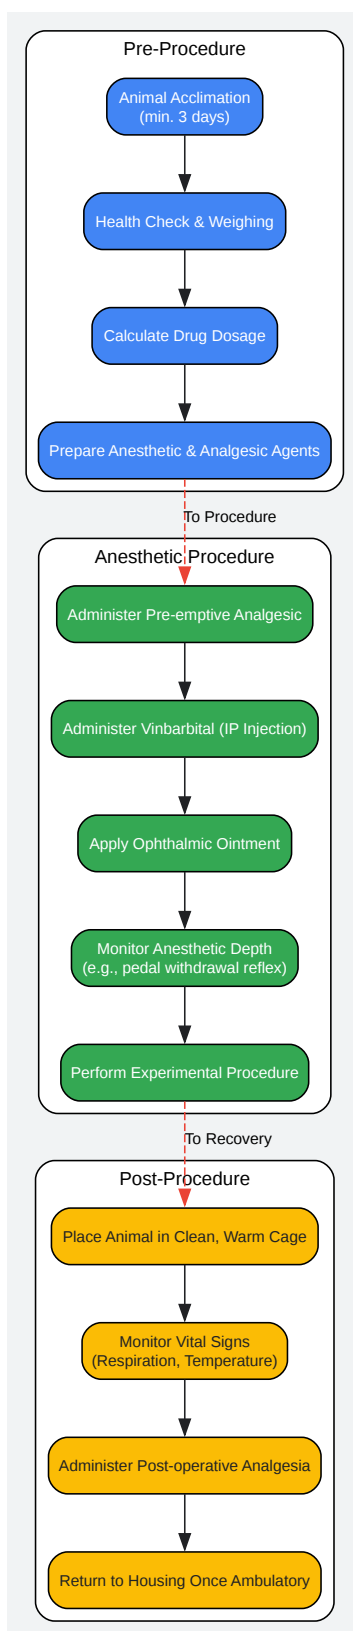 Pre-Procedure
Animal Acclimation
(min. 3 days)
Health Check & Weighing
Calculate Drug Dosage
Prepare Anesthetic & Analgesic Agents
To Procedure
Anesthetic Procedure
Administer Pre-emptive Analgesic
Administer Vinbarbital (IP Injection)
Apply Ophthalmic Ointment
Monitor Anesthetic Depth
(e.g., pedal withdrawal reflex)
Perform Experimental Procedure
To Recovery
Post-Procedure
Place Animal in Clean, Warm Cage
Monitor Vital Signs
(Respiration, Temperature)
Administer Post-operative Analgesia
Return to Housing Once Ambulatory